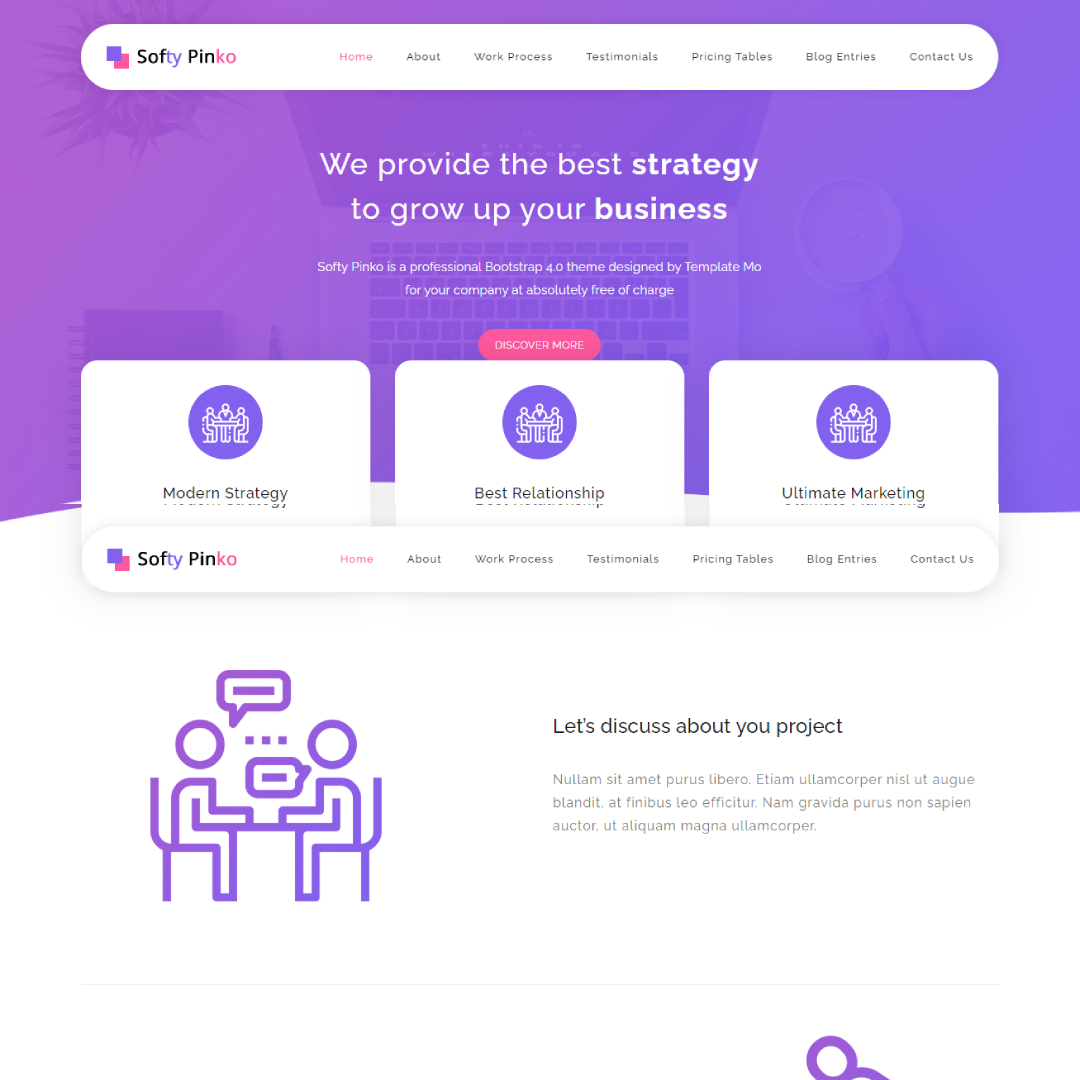 Softy Pinko Home About Work Process Testimonials Pricing Tables Blog Entries Contact Us
We provide the best strategy
to grow up your business
Softy Pinko is a professional Bootstrap 4.0 theme designed by Template Mo
for your company at absolutely free of charge
DISCOVER MORE
Modern Strategy Best Relationship Ultimate Marketing
Softy Pinko Home About Work Process Testimonials Pricing Tables Blog Entries Contact Us
Let's discuss about you project
Nullam sit amet purus libero. Etiam ullamcorper nisl ut augue
blandit, at finibus leo efficitur. Nam gravida purus non sapien
auctor, ut aliquam magna ullamcorper.